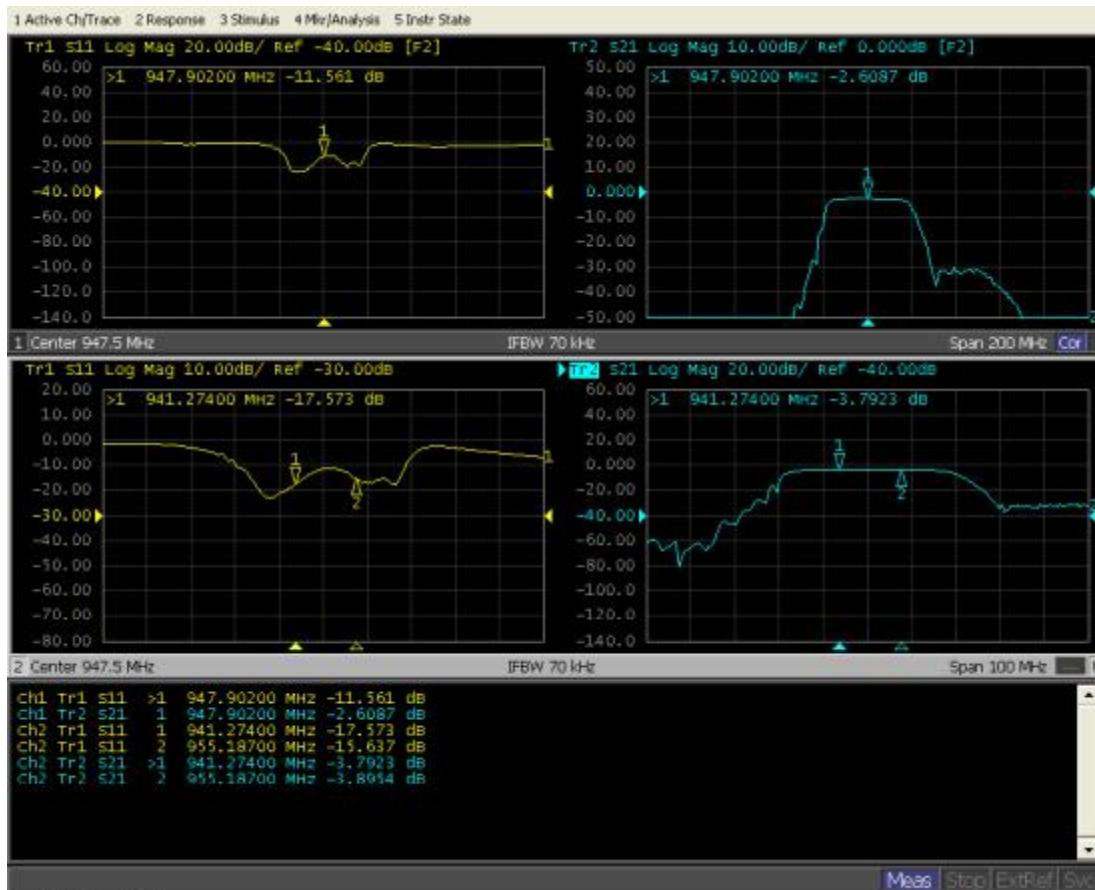 1 Active Ch/Trace 2 Response 3 Stimulus 4 Mkr/Analysis 5 Instr State
Tr1 S11 Log Mag 20.00dB/ Ref -40.00dB [F2]
60.00
>1 947.90200 MHz -11.561 dB
40.00
20.00
0.000
-20.00
-40.00
-60.00
-80.00
-100.0
-120.0
-140.0
1
1
Tr2 S21 Log Mag 10.00dB/ Ref 0.000dB [F2]
50.00
>1 947.90200 MHz -2.6087 dB
40.00
30.00
20.00
10.00
0.000
-10.00
-20.00
-30.00
-40.00
-50.00
1
1 Center 947.5 MHz IFBW 70 kHz Span 200 MHz Cor
Tr1 S11 Log Mag 10.00dB/ Ref -30.00dB
20.00
>1 941.27400 MHz -17.573 dB
10.00
0.000
-10.00
-20.00
-30.00
-40.00
-50.00
-60.00
-70.00
-80.00
1
2
1
Tr2 S21 Log Mag 20.00dB/ Ref -40.00dB
60.00
>1 941.27400 MHz -3.7923 dB
40.00
20.00
0.000
-20.00
-40.00
-60.00
-80.00
-100.0
-120.0
-140.0
1
2
2 Center 947.5 MHz IFBW 70 kHz Span 100 MHz
Ch1 Tr1 S11 >1 947.90200 MHz -11.561 dB
Ch1 Tr2 S21 1 947.90200 MHz -2.6087 dB
Ch2 Tr1 S11 1 941.27400 MHz -17.573 dB
Ch2 Tr1 S11 2 955.18700 MHz -15.637 dB
Ch2 Tr2 S21 >1 941.27400 MHz -3.7923 dB
Ch2 Tr2 S21 2 955.18700 MHz -3.8954 dB
Meas Stop ExtRef Svc